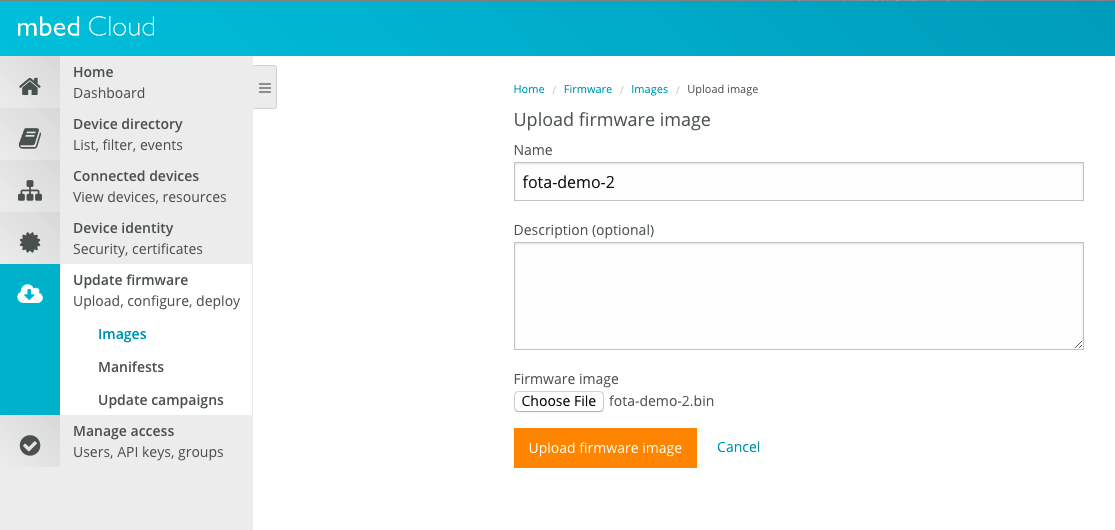 mbed Cloud
Home
Dashboard
Device directory
List, filter, events
Connected devices
View devices, resources
Device identity
Security, certificates
Update firmware
Upload, configure, deploy
Images
Manifests
Update campaigns
Manage access
Users, API keys, groups
Home / Firmware / Images / Upload image
Upload firmware image
Name
fota-demo-2
Description (optional)
Firmware image
Choose File fota-demo-2.bin
Upload firmware image Cancel